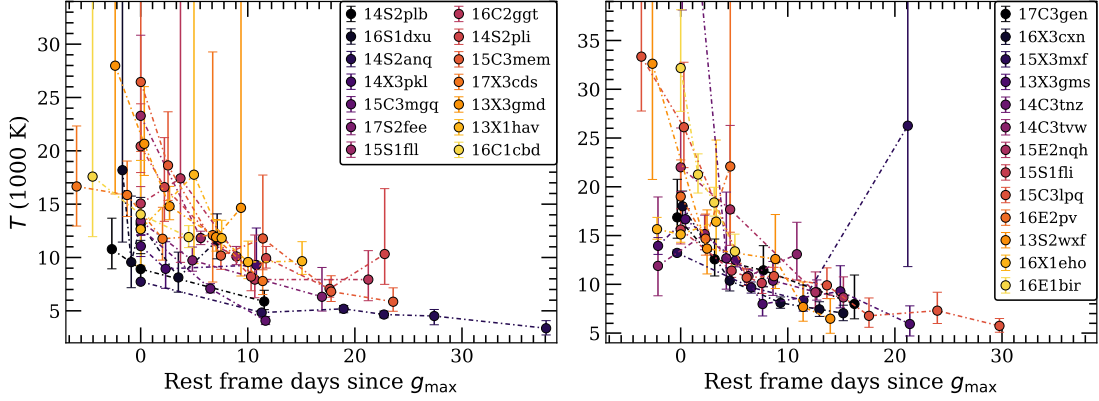 T (1000 K)
30
25
20
15
10
5
0
10
20
30
Rest frame days since gmax
14S2plb
16S1dxu
14S2anq
14X3pkl
15C3mgq
17S2fee
15S1fll
16C2ggt
14S2pli
15C3mem
17X3cds
13X3gmd
13X1hav
16C1cbd
35
30
25
20
15
10
5
0
10
20
30
Rest frame days since gmax
17C3gen
16X3cxn
15X3mxf
13X3gms
14C3tnz
14C3tvw
15E2nqh
15S1fli
15C3lpq
16E2pv
13S2wxf
16X1eho
16E1bir